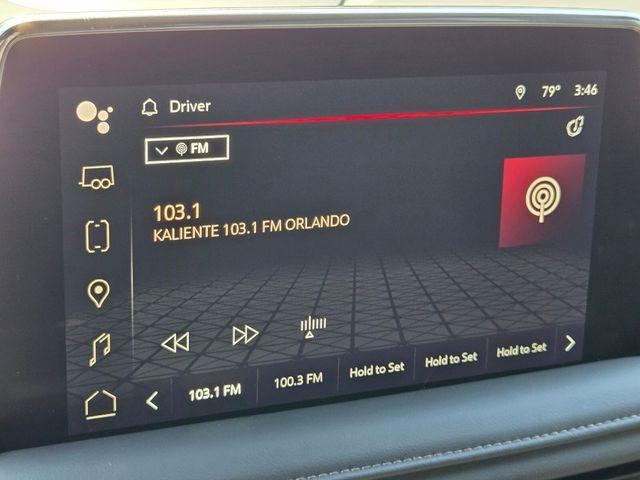 Driver
79° 3:46
FM
103.1
KALIENTE 103.1 FM ORLANDO
103.1 FM 100.3 FM Hold to Set Hold to Set Hold to Set